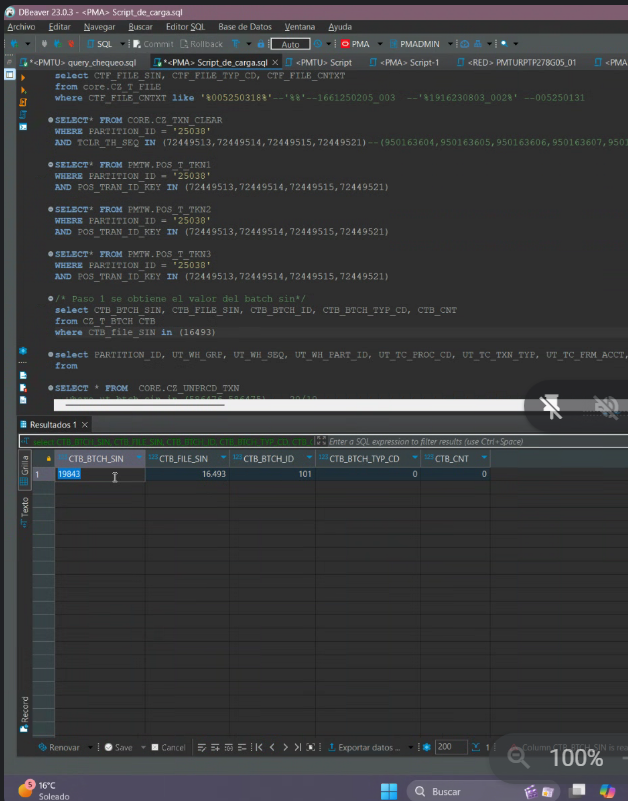 DBeaver 23.0.3 - <PMA> Script_de_carga.sql
Archivo Editar Navegar Buscar Editor SQL Base de Datos Ventana Ayuda
SQL Commit Rollback Auto PMA PMADMIN
*<PMTU> query_chequeo.sql *<PMA> Script_de_carga.sql <PMTU> Script *<PMA> Script-1 <RED> PMTURPTP278G05_01 <PMA>
select CTF_FILE_SIN, CTF_FILE_TYP_CD, CTF_FILE_CNTXT
from core.CZ_T_FILE
where CTF_FILE_CNTXT like '%005250318%'--'%%'--1661250205_003 --'%1916230803_002%' --005250131
SELECT* FROM CORE.CZ_TXN_CLEAR
WHERE PARTITION_ID = '25038'
AND TCLR_TH_SEQ IN (72449513,72449514,72449515,72449521)--(950163604,950163605,950163606,950163607,9501
SELECT* FROM PMTW.POS_T_TKN1
WHERE PARTITION_ID = '25038'
AND POS_TRAN_ID_KEY IN (72449513,72449514,72449515,72449521)
SELECT* FROM PMTW.POS_T_TKN2
WHERE PARTITION_ID = '25038'
AND POS_TRAN_ID_KEY IN (72449513,72449514,72449515,72449521)
SELECT* FROM PMTW.POS_T_TKN3
WHERE PARTITION_ID = '25038'
AND POS_TRAN_ID_KEY IN (72449513,72449514,72449515,72449521)
/* Paso 1 se obtiene el valor del batch sin*/
select CTB_BTCH_SIN, CTB_FILE_SIN, CTB_BTCH_ID, CTB_BTCH_TYP_CD, CTB_CNT
from CZ_T_BTCH CTB
where CTB_file_SIN in (16493)
select PARTITION_ID, UT_WH_GRP, UT_WH_SEQ, UT_WH_PART_ID, UT_TC_PROC_CD, UT_TC_TXN_TYP, UT_TC_FRM_ACCT,
from
SELECT * FROM CORE.CZ_UNPRCD_TXN
Resultados 1
select CTB_BTCH_SIN, CTB_FILE_SIN, CTB_BTCH_ID, CTB_BTCH_TYP_CD, CTB_ Enter a SQL expression to filter results (use Ctrl+Space)
Grilla
Texto
Record
CTB_BTCH_SIN CTB_FILE_SIN CTB_BTCH_ID CTB_BTCH_TYP_CD CTB_CNT
1 19843 16.493 101 0 0
Renovar Save Cancel Exportar datos ... 200 1 Column CTB_BTCH_SIN is rea
100%
5 16°C
Soleado
Buscar